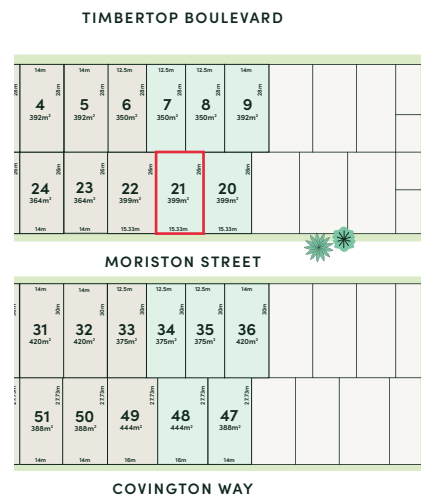 TIMBERTOP BOULEVARD
14m 14m 12.5m 12.5m 12.5m 14m
28m 28m 28m 28m 28m 28m 28m
4 5 6 7 8 9
392m² 392m² 350m² 350m² 350m² 392m²
26m 26m 26m 26m 26m 26m
24 23 22 21 20
364m² 364m² 399m² 399m² 399m²
14m 14m 15.33m 15.33m 15.33m
MORISTON STREET
14m 14m 12.5m 12.5m 12.5m 14m
30m 30m 30m 30m 30m 30m
31 32 33 34 35 36
420m² 420m² 375m² 375m² 375m² 420m²
27.73m 27.73m 27.73m 27.73m 27.73m
51 50 49 48 47
388m² 388m² 444m² 444m² 388m²
14m 14m 16m 16m 14m
COVINGTON WAY